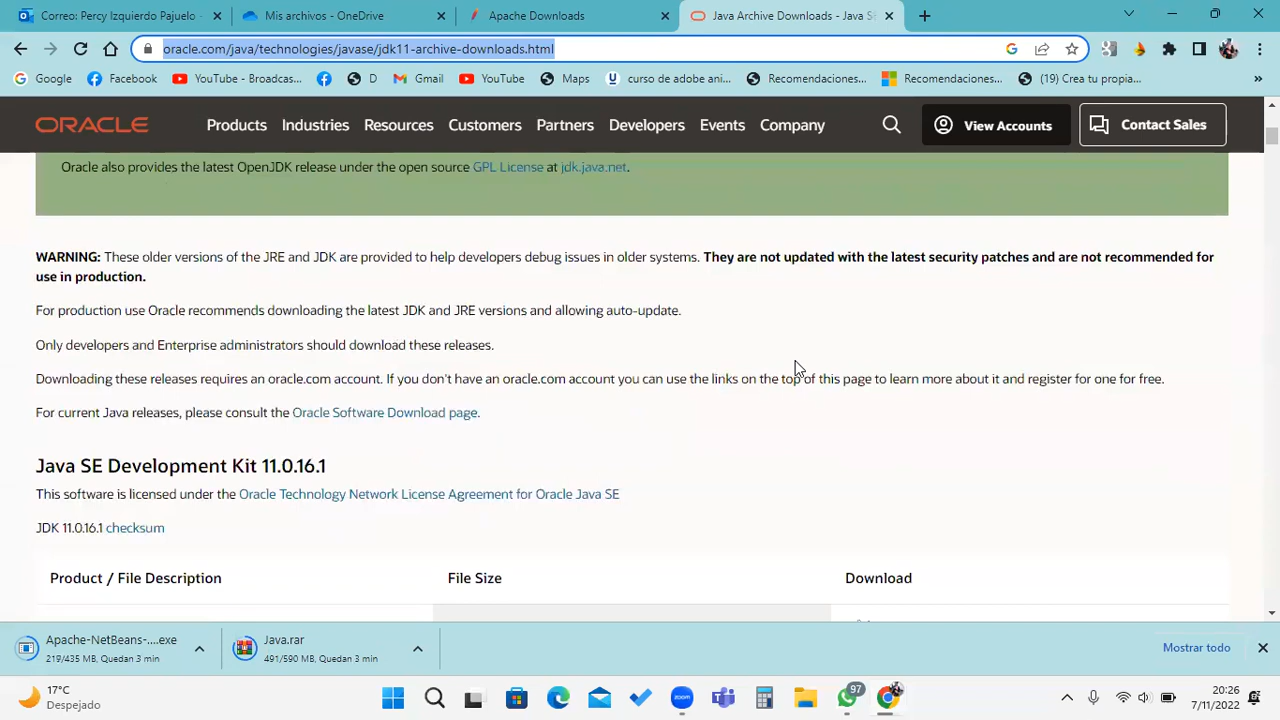 Correo: Percy Izquierdo Pajuelo -
Mis archivos - OneDrive
Apache Downloads
Java Archive Downloads - Java SE
oracle.com/java/technologies/javase/jdk11-archive-downloads.html
Google
Facebook
YouTube - Broadcas...
D
Gmail
YouTube
Maps
curso de adobe ani...
Recomendaciones...
Recomendaciones...
(19) Crea tu propia...
»
ORACLE
Products
Industries
Resources
Customers
Partners
Developers
Events
Company
View Accounts
Contact Sales
Oracle also provides the latest OpenJDK release under the open source GPL License at jdk.java.net.
WARNING: These older versions of the JRE and JDK are provided to help developers debug issues in older systems. They are not updated with the latest security patches and are not recommended for
use in production.
For production use Oracle recommends downloading the latest JDK and JRE versions and allowing auto-update.
Only developers and Enterprise administrators should download these releases.
Downloading these releases requires an oracle.com account. If you don't have an oracle.com account you can use the links on the top of this page to learn more about it and register for one for free.
For current Java releases, please consult the Oracle Software Download page.
Java SE Development Kit 11.0.16.1
This software is licensed under the Oracle Technology Network License Agreement for Oracle Java SE
JDK 11.0.16.1 checksum
Product / File Description
File Size
Download
Apache-NetBeans-....exe
219/435 MB, Quedan 3 min
Java.rar
491/590 MB, Quedan 3 min
Mostrar todo
17°C
Despejado
97
20:26
7/11/2022